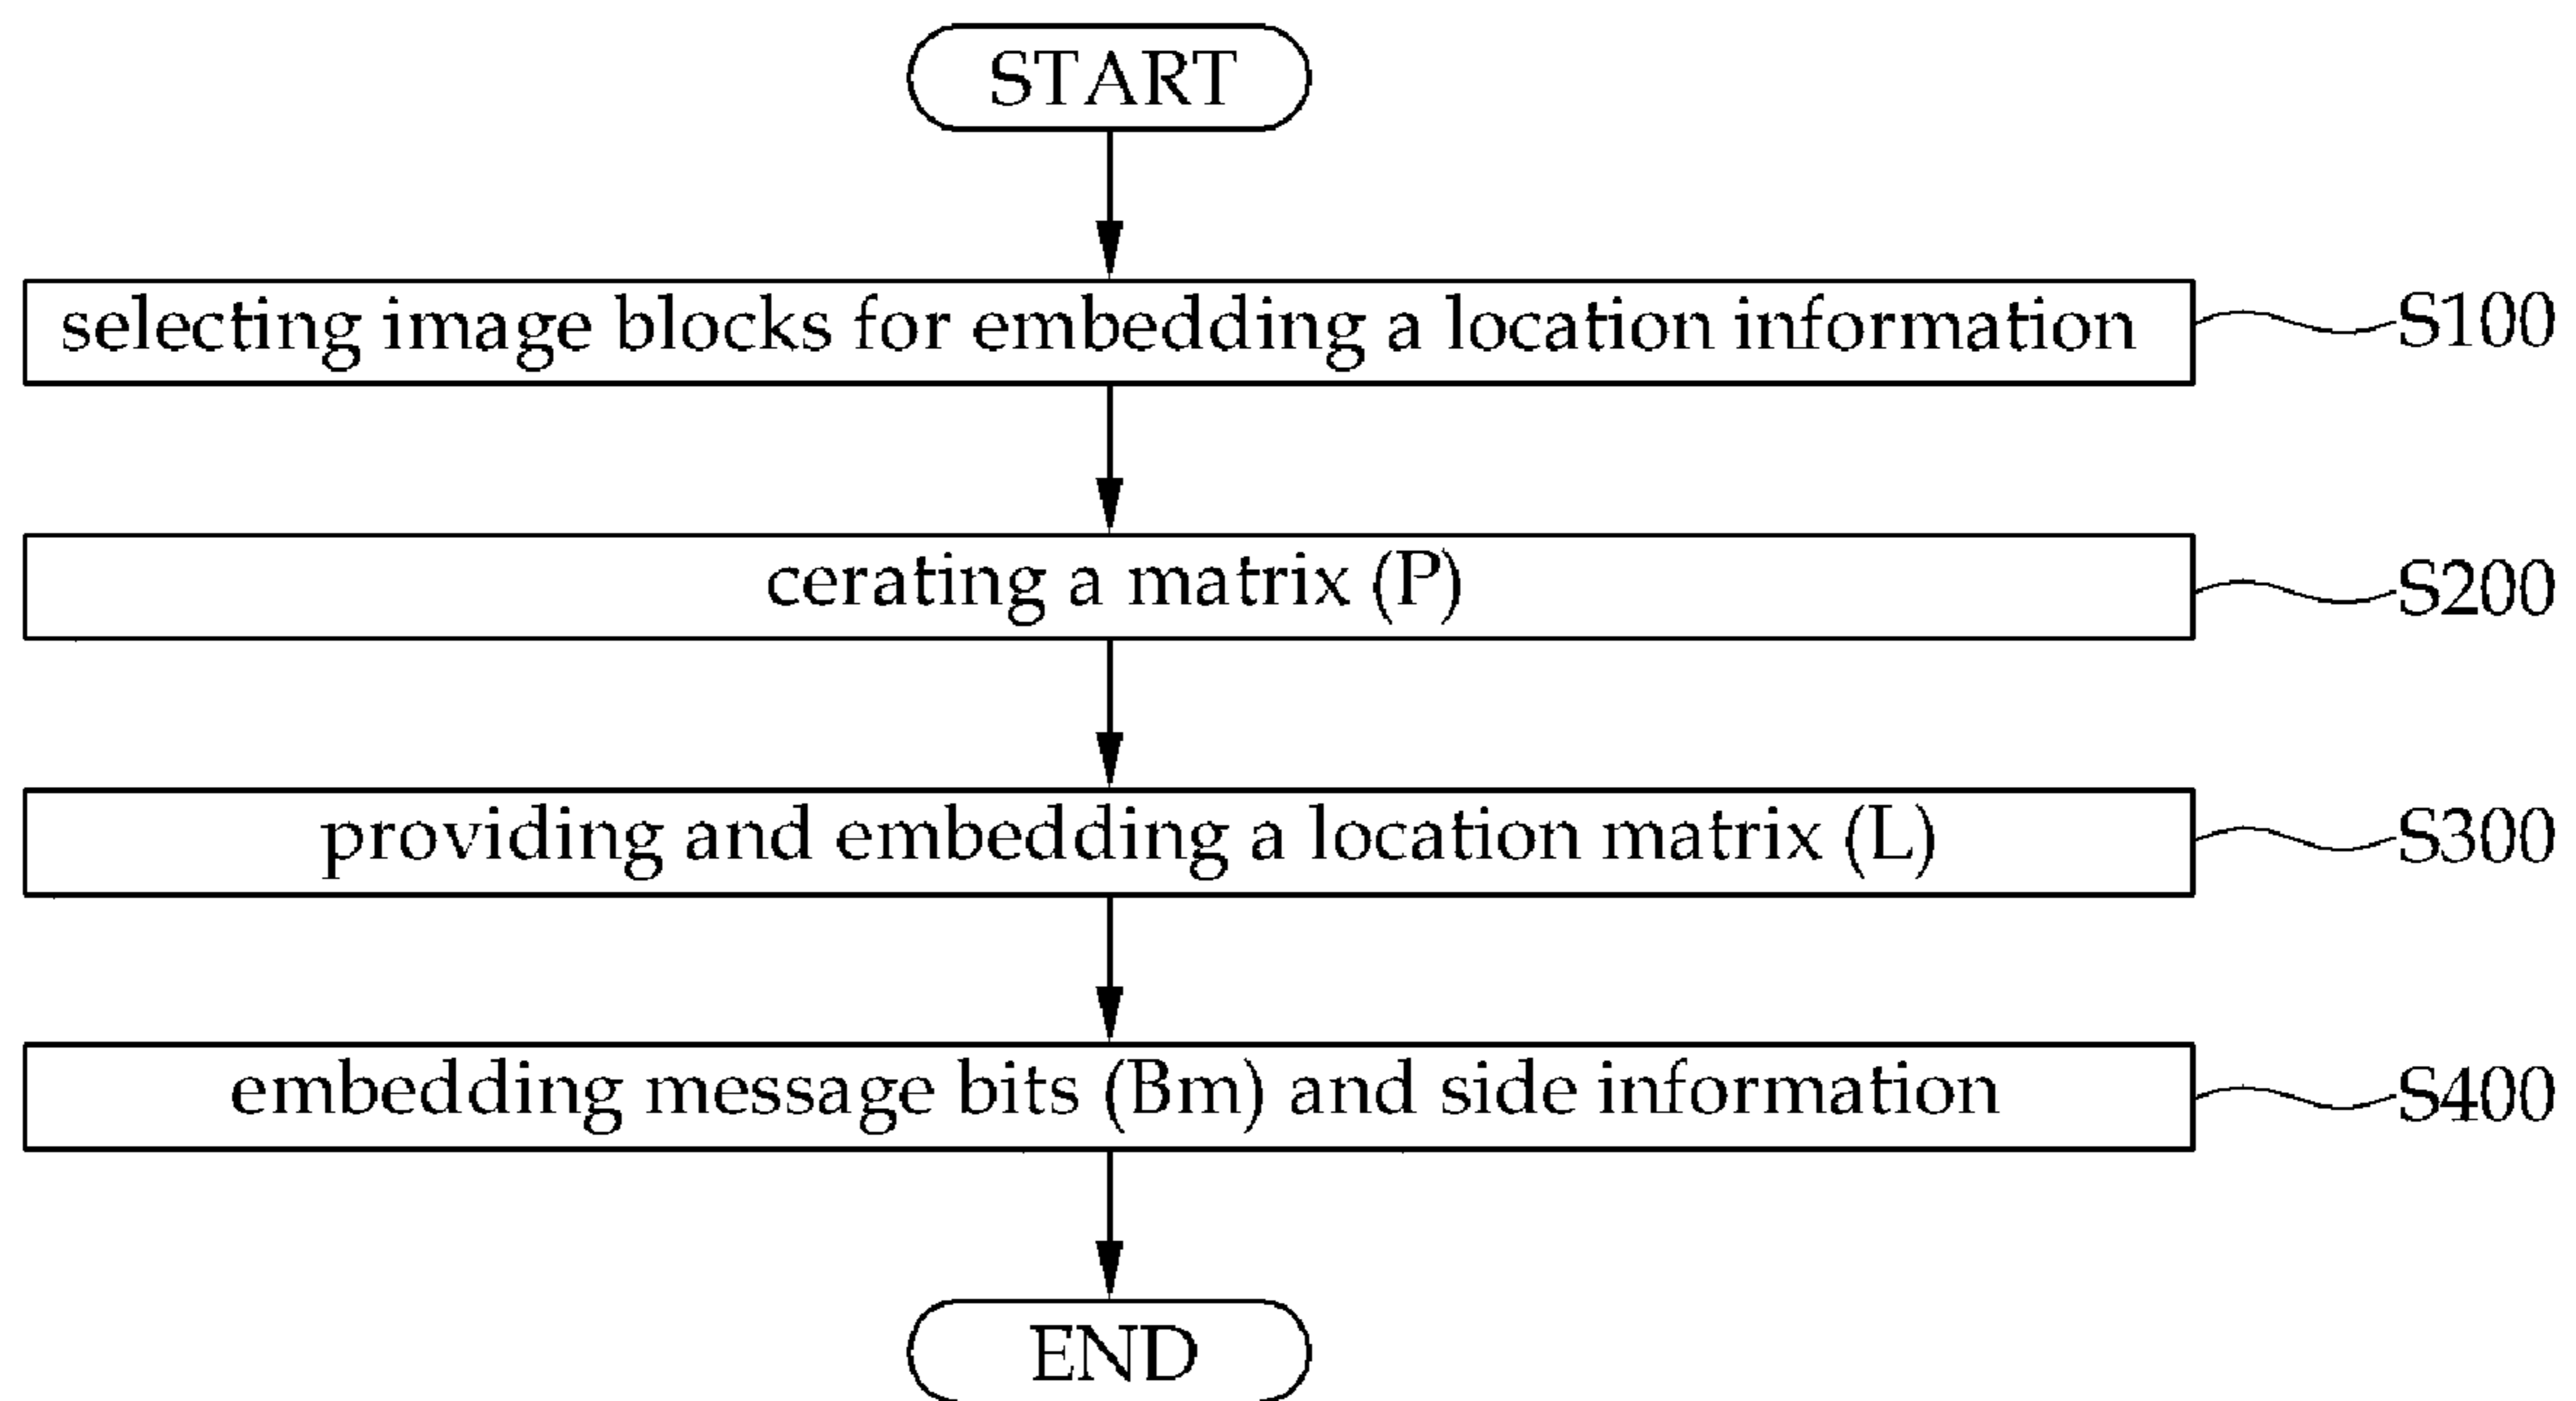 START
selecting image blocks for embedding a location information
S100
cerating a matrix (P)
S200
providing and embedding a location matrix (L)
S300
embedding message bits (Bm) and side information
S400
END